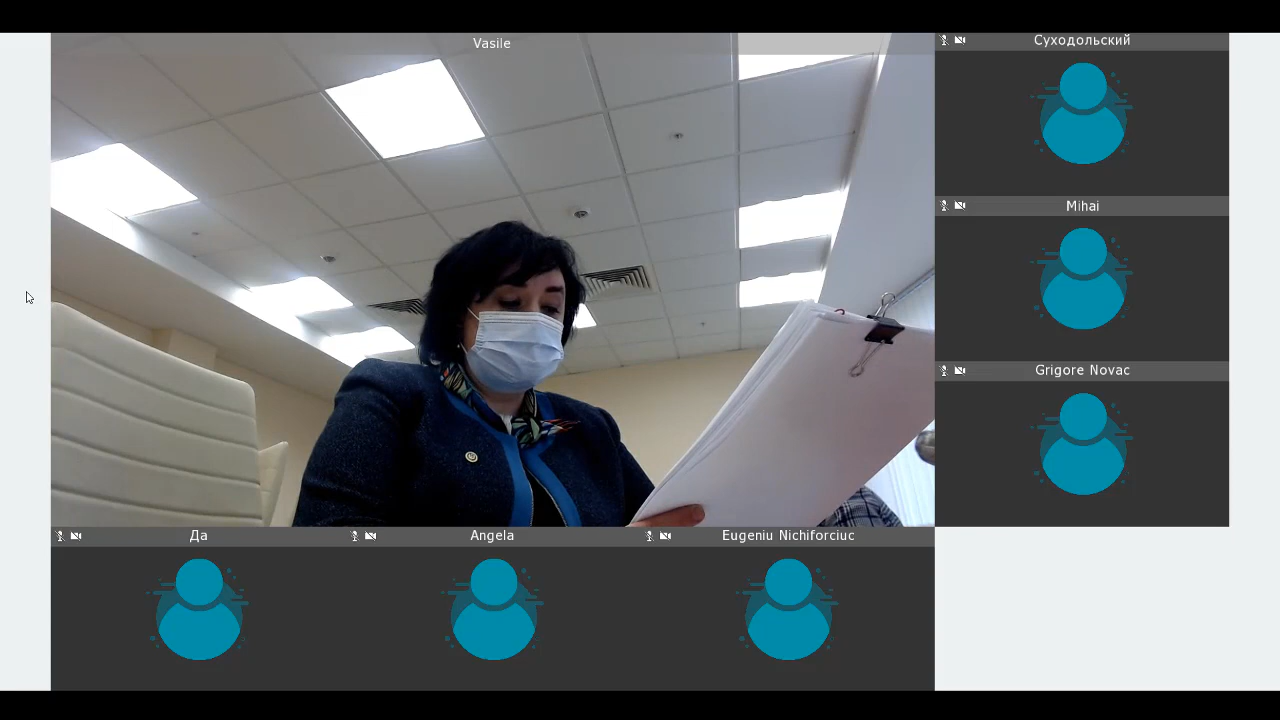 Vasile
Суходольский
Mihai
Grigore Novac
Да
Angela
Eugeniu Nichiforciuc